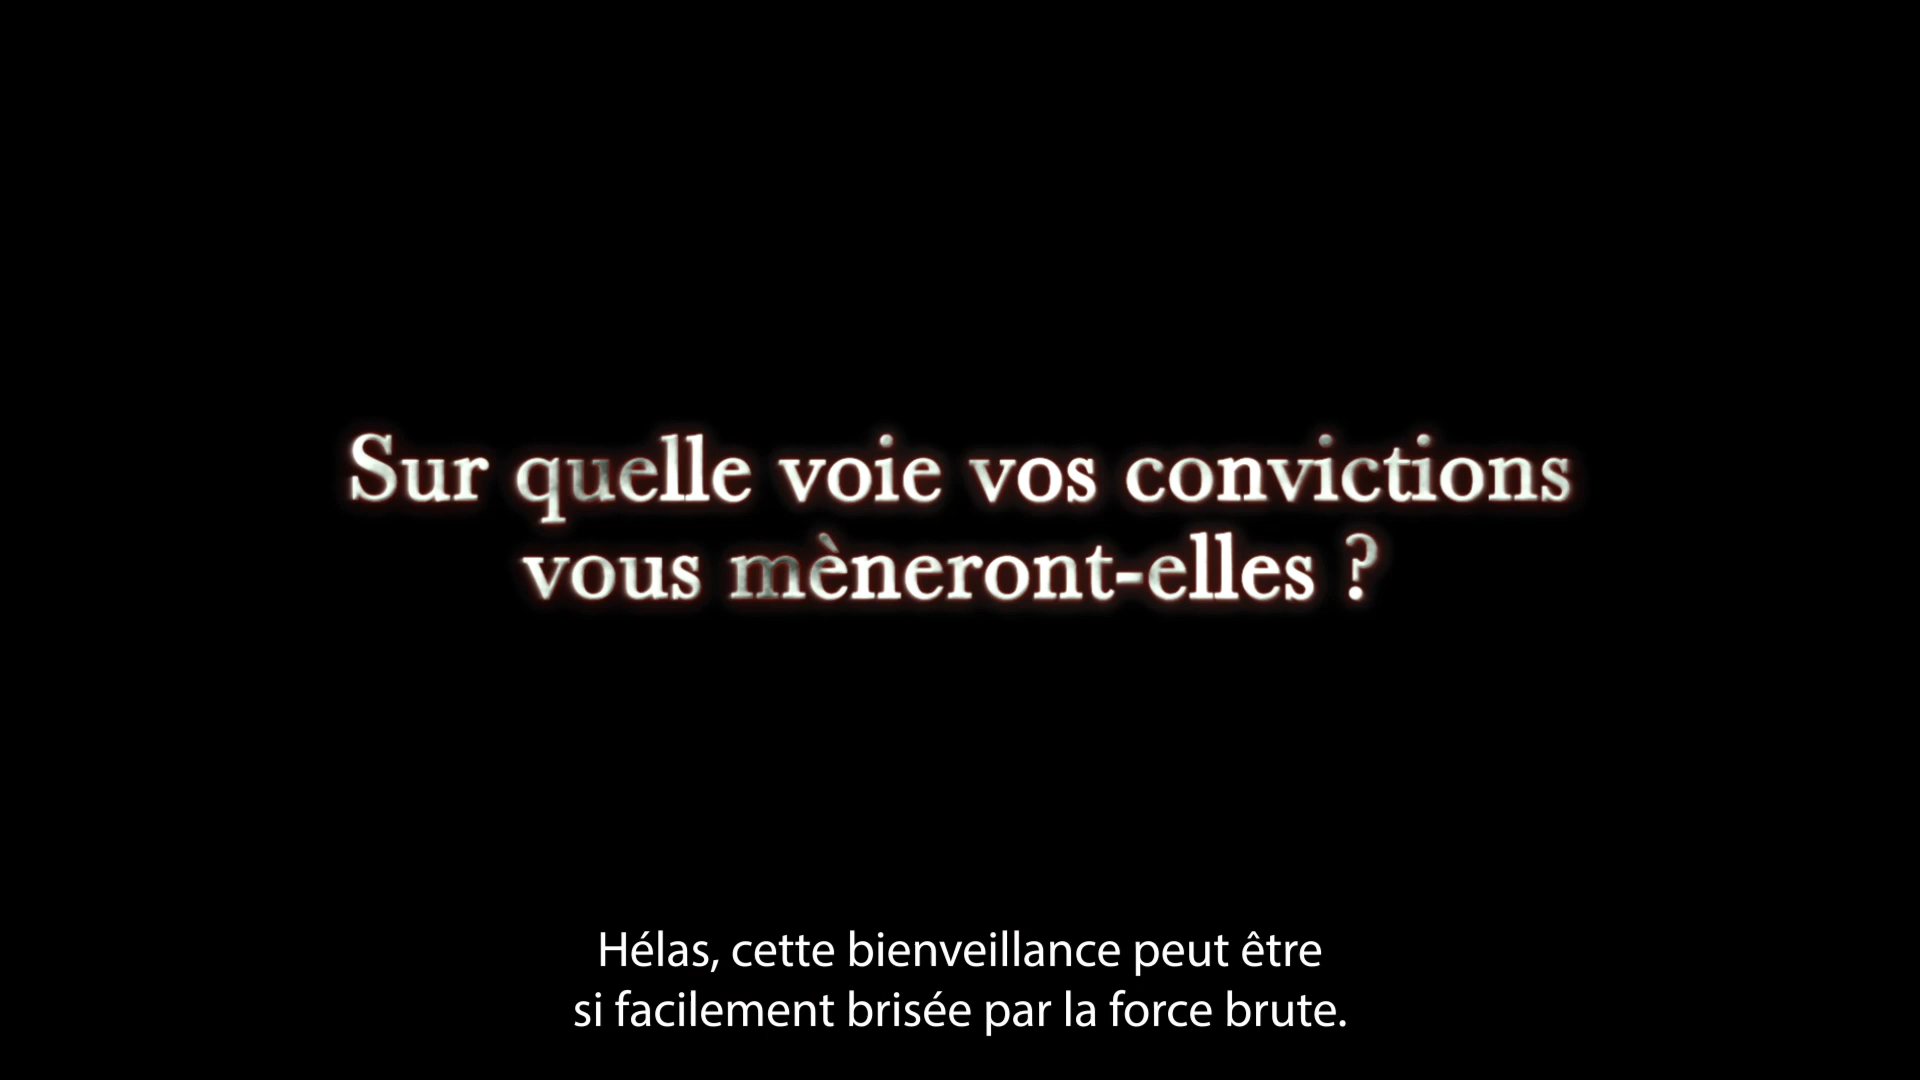 Sur quelle voie vos convictions
vous mèneront-elles ?
Hélas, cette bienveillance peut être
si facilement brisée par la force brute.